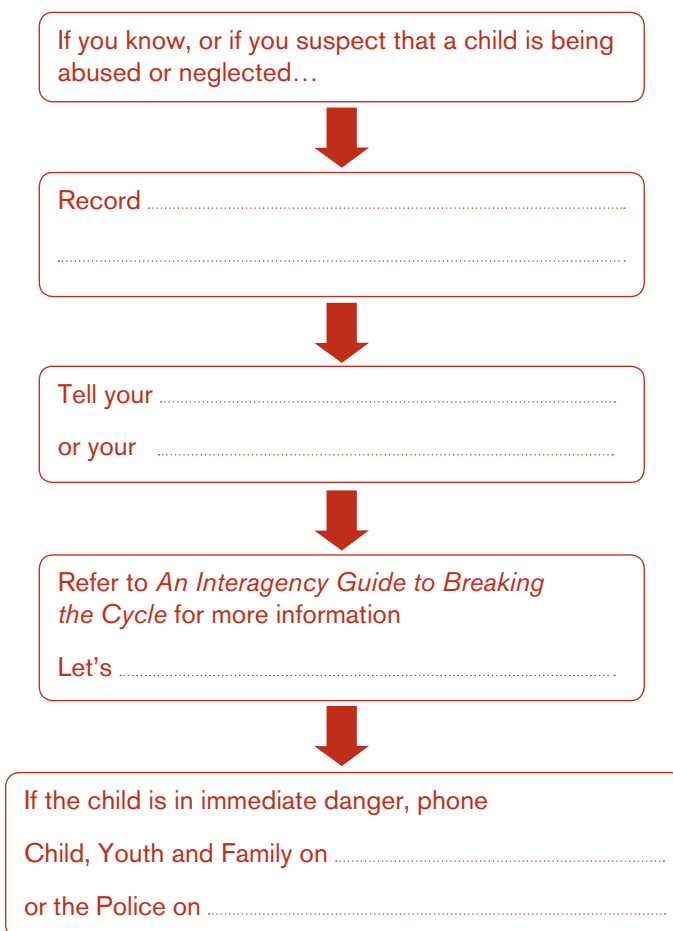 If you know, or if you suspect that a child is being
abused or neglected…
Record
Tell your
or your
Refer to An Interagency Guide to Breaking
the Cycle for more information
Let's
If the child is in immediate danger, phone
Child, Youth and Family on
or the Police on